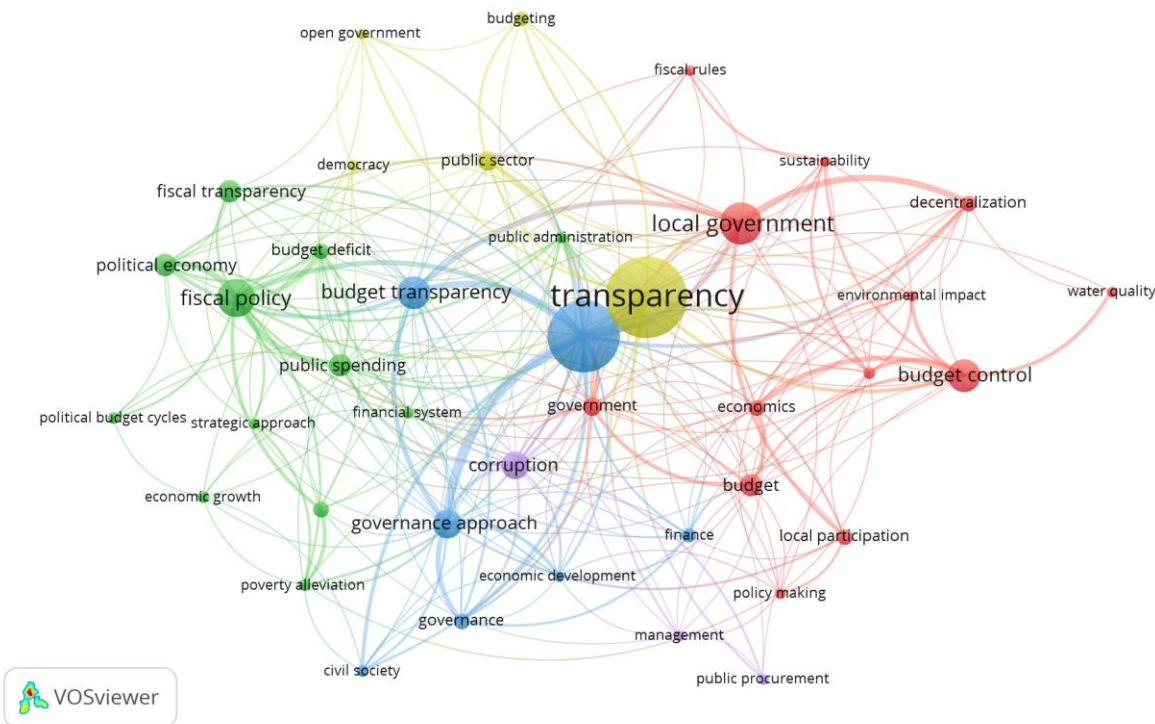 budgeting
open government
fiscal rules
democracy
public sector
sustainability
fiscal transparency
decentralization
local government
public administration
budget deficit
political economy
fiscal policy
budget transparency
transparency
environmental impact
water quality
public spending
budget control
financial system
government
economics
political budget cycles
strategic approach
corruption
budget
economic growth
governance approach
finance
local participation
economic development
poverty alleviation
policy making
governance
management
civil society
public procurement
VOSviewer